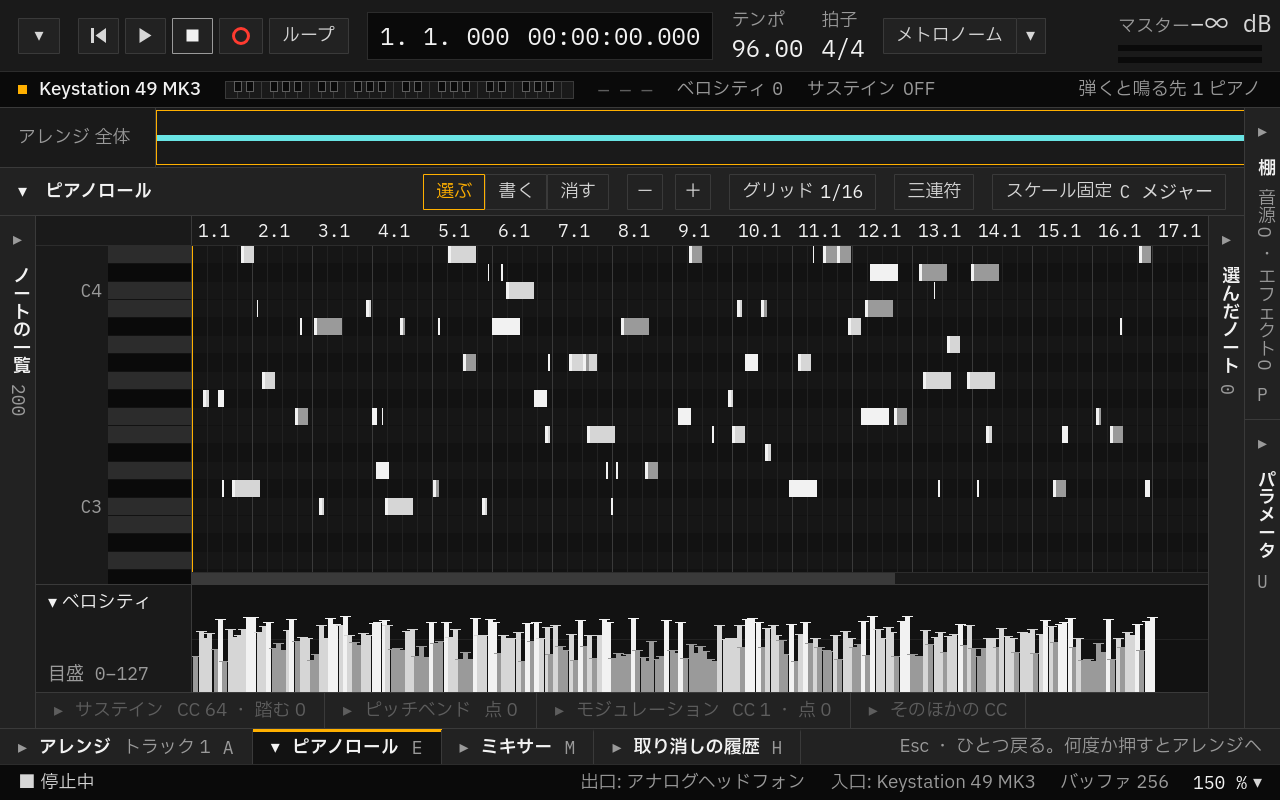 ループ
1. 1. 000 00:00:00.000
テンポ
96.00
拍子
4/4
メトロノーム
マスター -∞ dB
Keystation 49 MK3
— — —
ベロシティ 0
サステイン OFF
弾くと鳴る先 1 ピアノ
アレンジ 全体
ピアノロール
選ぶ
書く
消す
−
+
グリッド 1/16
三連符
スケール固定 C メジャー
1.1 2.1 3.1 4.1 5.1 6.1 7.1 8.1 9.1 10.1 11.1 12.1 13.1 14.1 15.1 16.1 17.1
ノートの一覧 200
C4
C3
選んだノート 0
棚 音源0 · エフェクト0 P
パラメータ U
ベロシティ
目盛 0–127
サステイン CC 64 · 踏む 0
ピッチベンド 点 0
モジュレーション CC 1 · 点 0
そのほかの CC
アレンジ トラック 1 A
ピアノロール E
ミキサー M
取り消しの履歴 H
Esc · ひとつ戻る。何度か押すとアレンジへ
停止中
出口: アナログヘッドフォン
入口: Keystation 49 MK3
バッファ 256
150 %